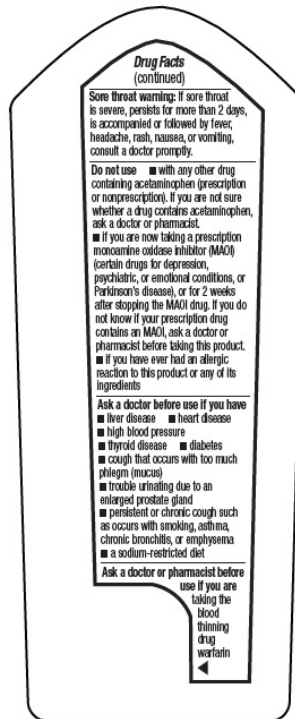 Drug Facts
(continued)
Sore throat warning: If sore throat
is severe, persists for more than 2 days,
is accompanied or followed by fever,
headache, rash, nausea, or vomiting,
consult a doctor promptly.
Do not use ■ with any other drug
containing acetaminophen (prescription
or nonprescription). If you are not sure
whether a drug contains acetaminophen,
ask a doctor or pharmacist.
■ if you are now taking a prescription
monoamine oxidase inhibitor (MAOI)
(certain drugs for depression,
psychiatric, or emotional conditions, or
Parkinson's disease), or for 2 weeks
after stopping the MAOI drug. If you do
not know if your prescription drug
contains an MAOI, ask a doctor or
pharmacist before taking this product.
■ if you have ever had an allergic
reaction to this product or any of its
ingredients
Ask a doctor before use if you have
■ liver disease ■ heart disease
■ high blood pressure
■ thyroid disease ■ diabetes
■ cough that occurs with too much
phlegm (mucus)
■ trouble urinating due to an
enlarged prostate gland
■ persistent or chronic cough such
as occurs with smoking, asthma,
chronic bronchitis, or emphysema
■ a sodium-restricted diet
Ask a doctor or pharmacist before
use if you are
taking the
blood
thinning
drug
warfarin